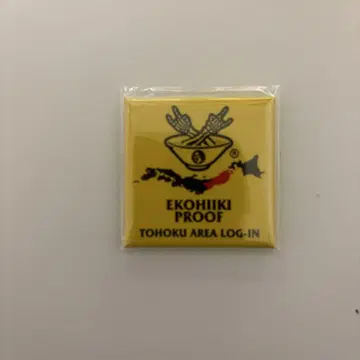 ®
EKOHIIKI
PROOF
TOHOKU AREA LOG-IN